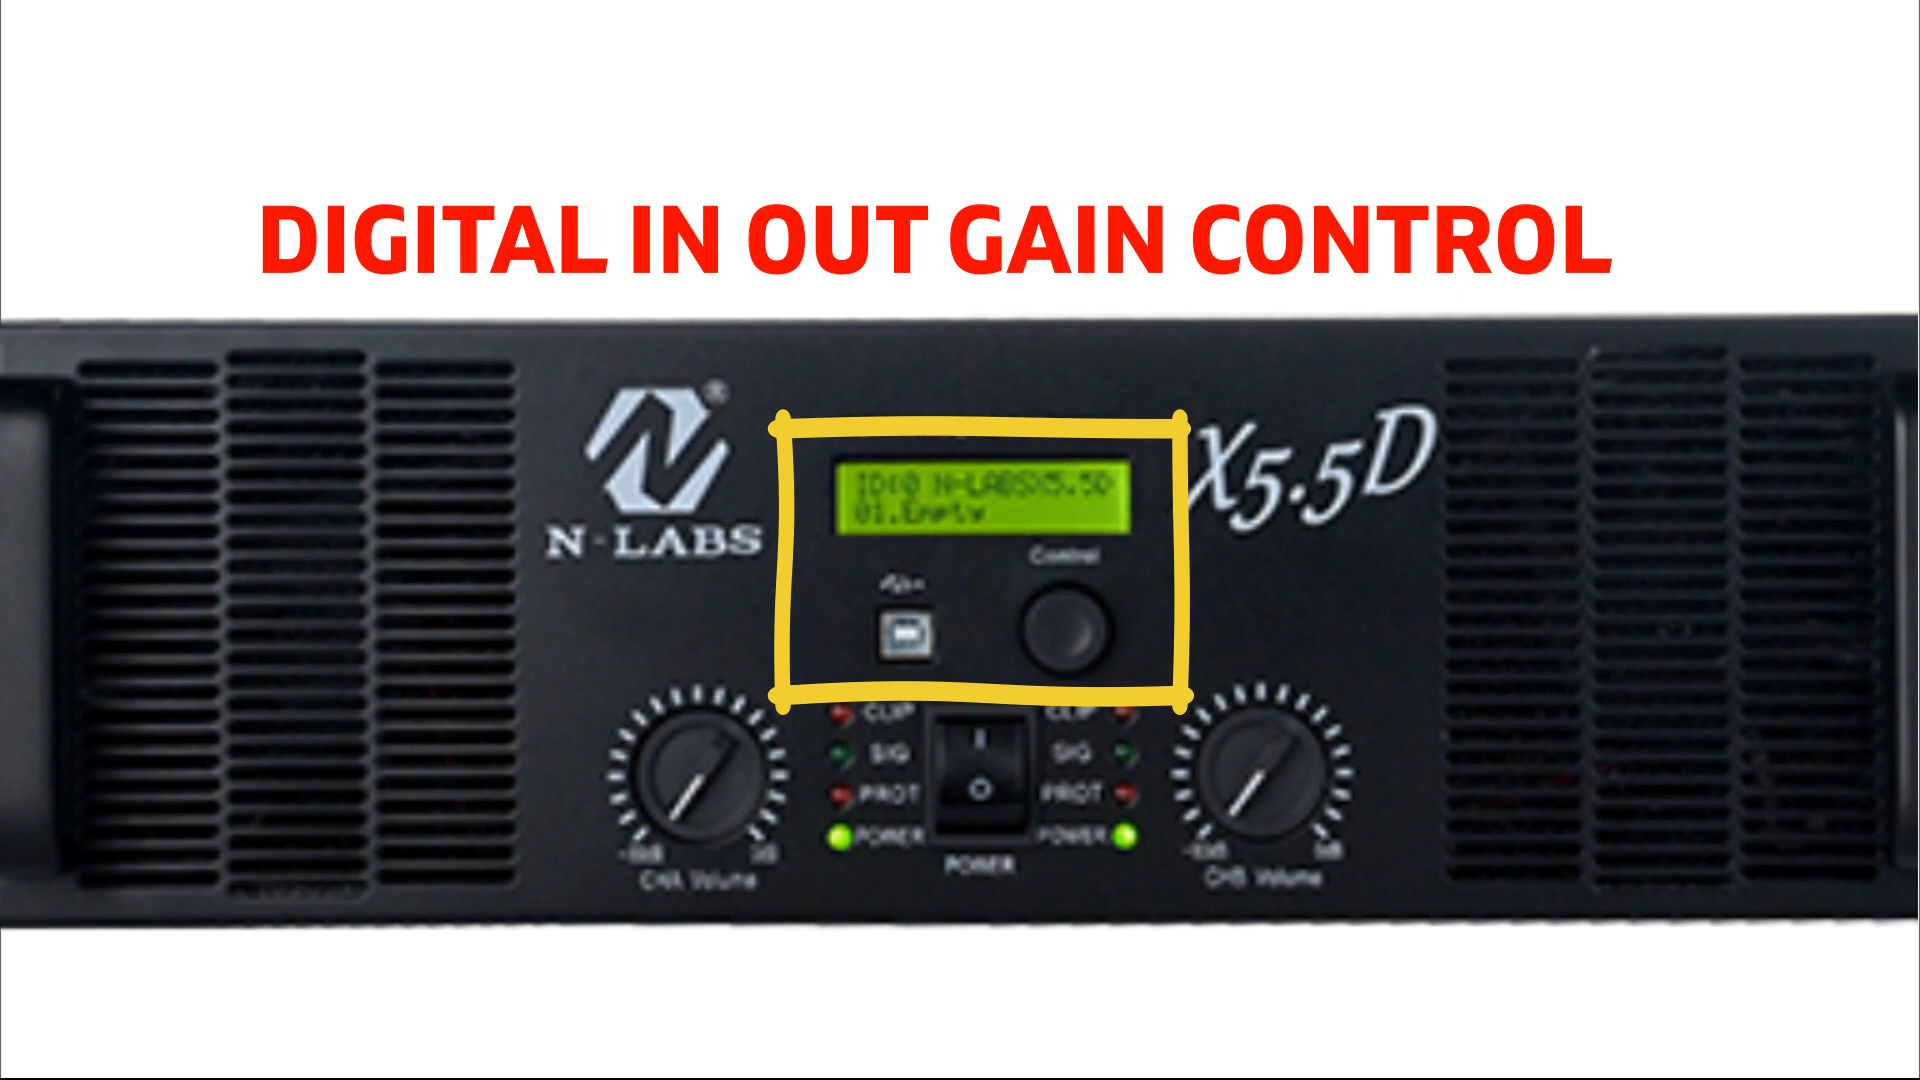 DIGITAL IN OUT GAIN CONTROL
®
N-LABS
X5.5D
ID:0 N-LABSX5.5D
01.Empty
Control
CLIP
CLIP
SIG
SIG
PROT
PROT
POWER
POWER
I
O
POWER
CHA Volume
CHB Volume